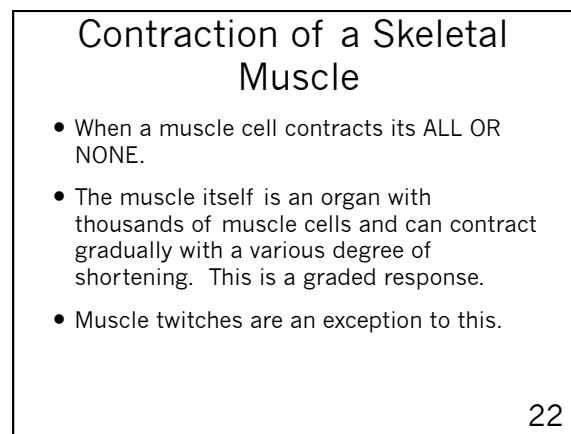 Contraction of a Skeletal
Muscle
• When a muscle cell contracts its ALL OR
NONE.
• The muscle itself is an organ with
thousands of muscle cells and can contract
gradually with a various degree of
shortening. This is a graded response.
• Muscle twitches are an exception to this.
22